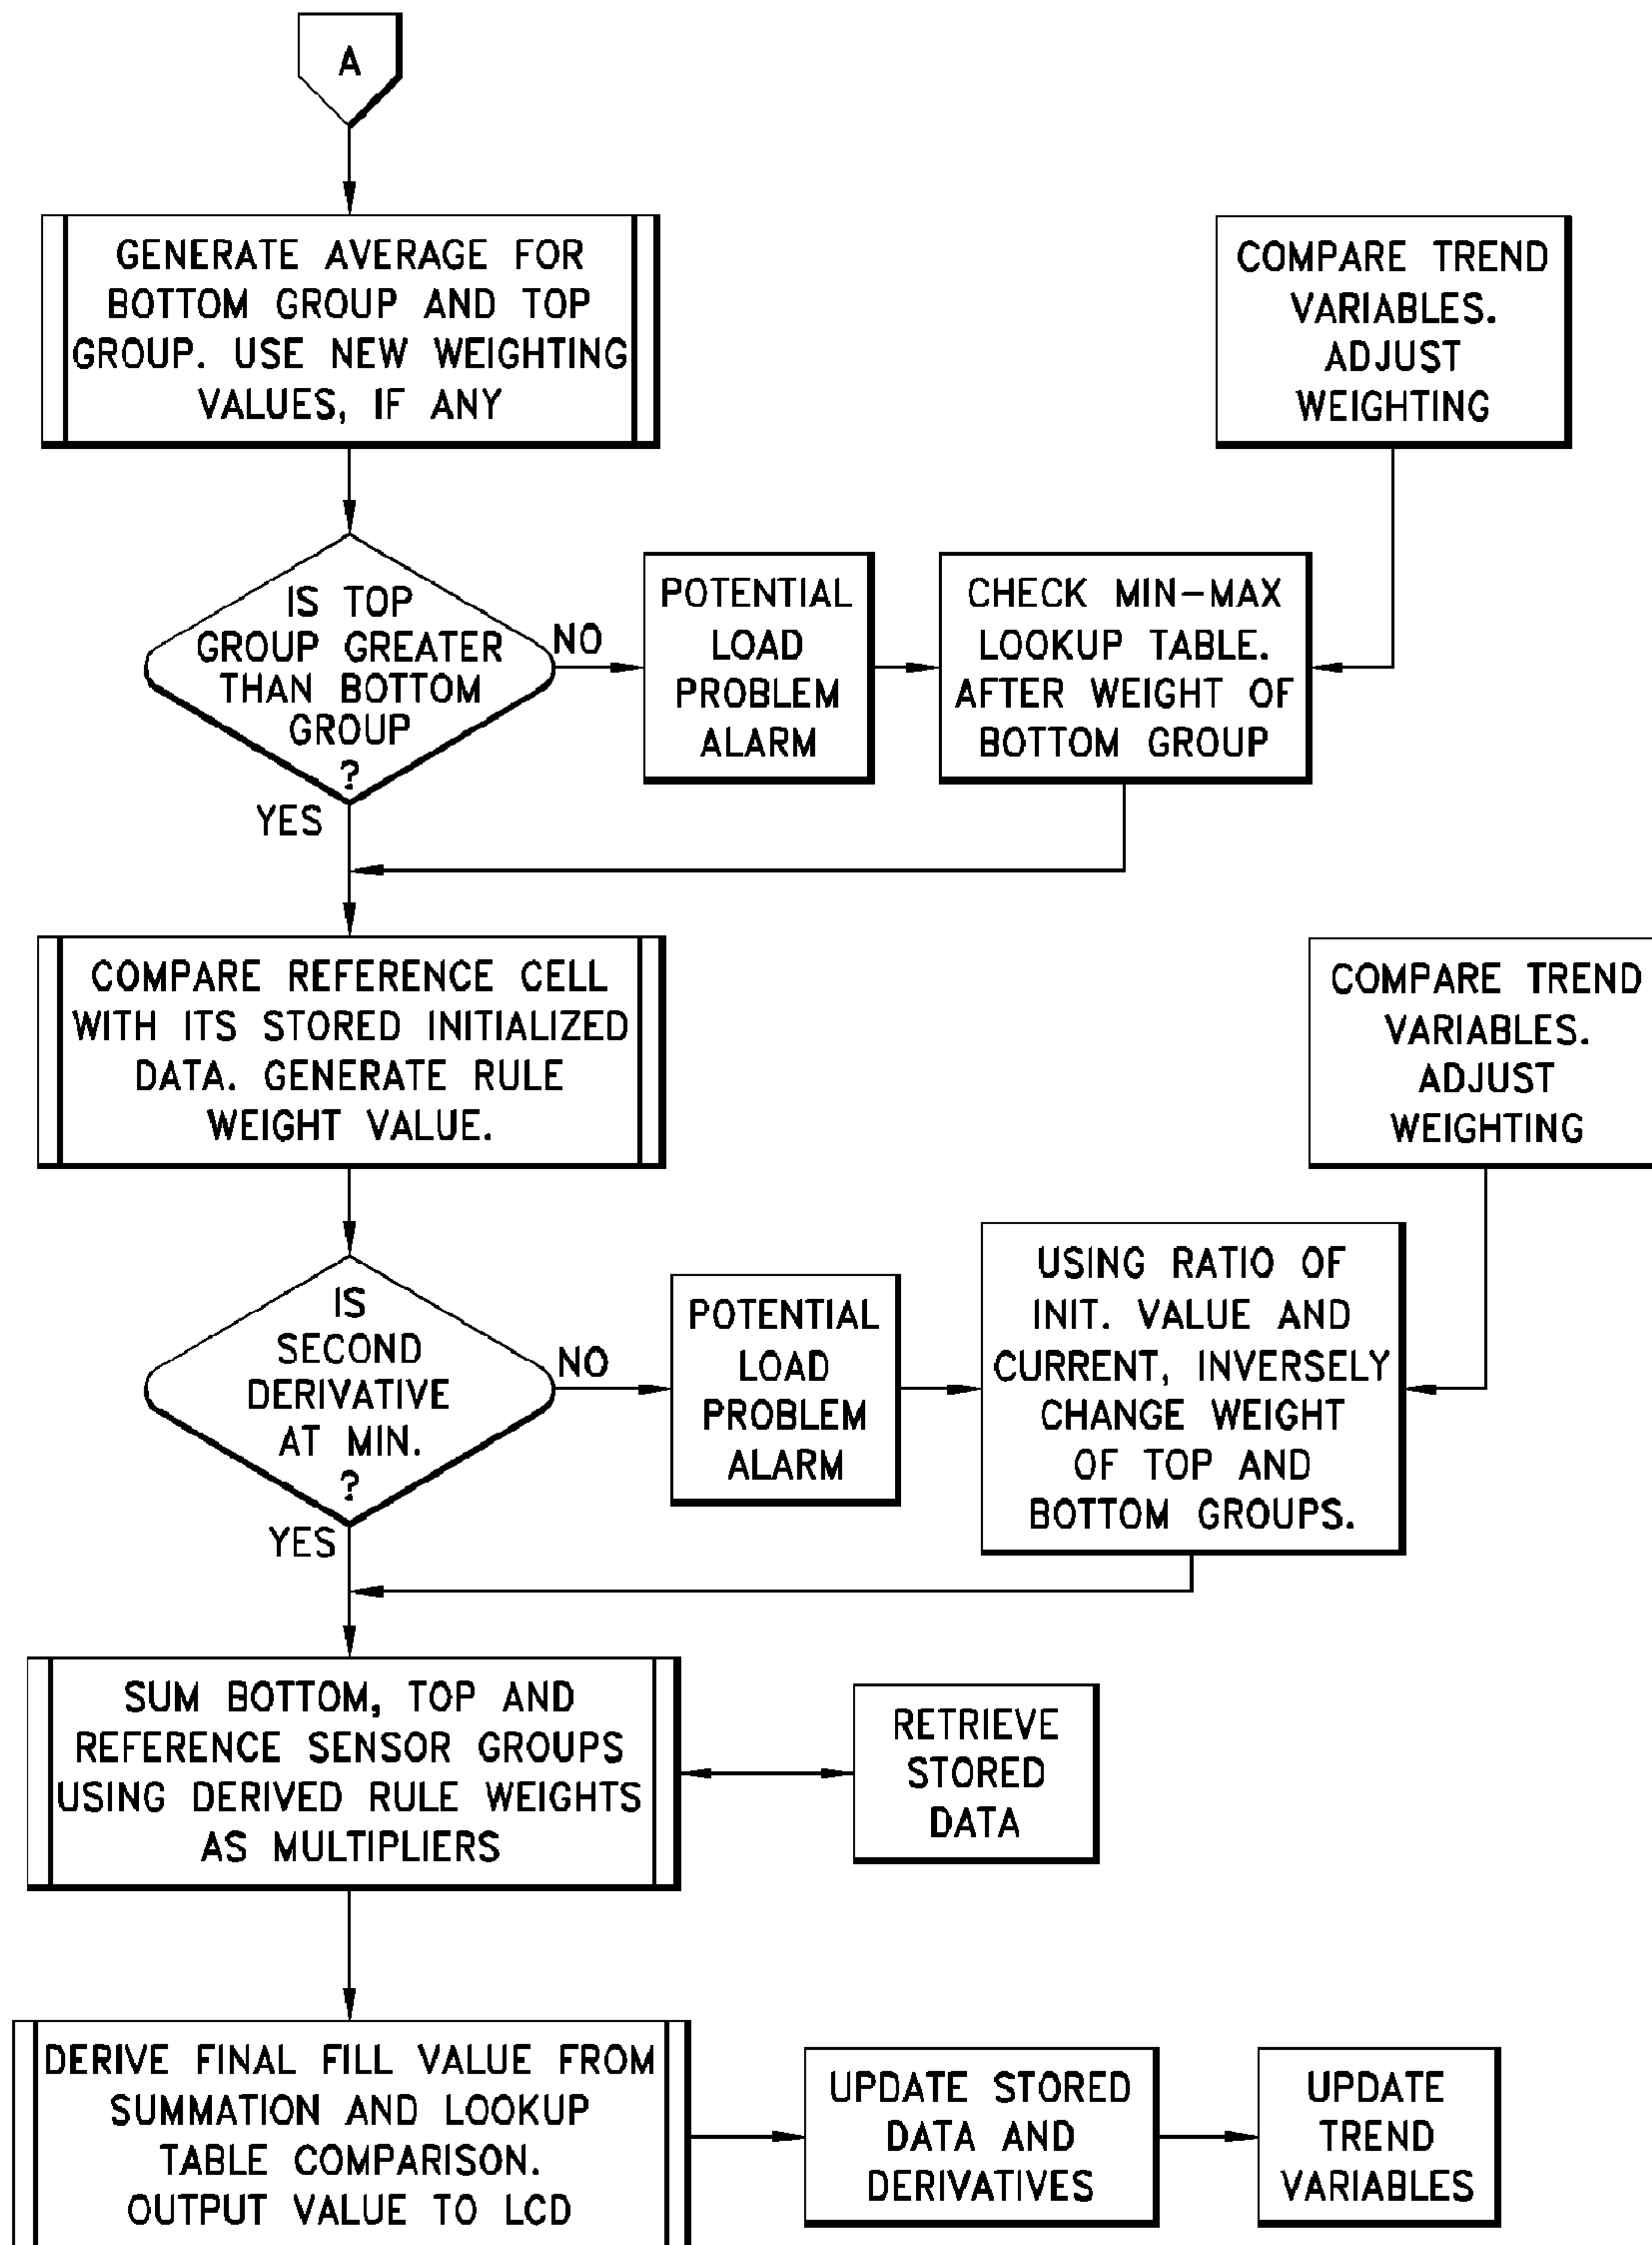 A
GENERATE AVERAGE FOR
BOTTOM GROUP AND TOP
GROUP. USE NEW WEIGHTING
VALUES, IF ANY
COMPARE TREND
VARIABLES.
ADJUST
WEIGHTING
IS TOP
GROUP GREATER
THAN BOTTOM
GROUP
?
NO
YES
POTENTIAL
LOAD
PROBLEM
ALARM
CHECK MIN-MAX
LOOKUP TABLE.
AFTER WEIGHT OF
BOTTOM GROUP
COMPARE REFERENCE CELL
WITH ITS STORED INITIALIZED
DATA. GENERATE RULE
WEIGHT VALUE.
COMPARE TREND
VARIABLES.
ADJUST
WEIGHTING
IS
SECOND
DERIVATIVE
AT MIN.
?
NO
YES
POTENTIAL
LOAD
PROBLEM
ALARM
USING RATIO OF
INIT. VALUE AND
CURRENT, INVERSELY
CHANGE WEIGHT
OF TOP AND
BOTTOM GROUPS.
SUM BOTTOM, TOP AND
REFERENCE SENSOR GROUPS
USING DERIVED RULE WEIGHTS
AS MULTIPLIERS
RETRIEVE
STORED
DATA
DERIVE FINAL FILL VALUE FROM
SUMMATION AND LOOKUP
TABLE COMPARISON.
OUTPUT VALUE TO LCD
UPDATE STORED
DATA AND
DERIVATIVES
UPDATE
TREND
VARIABLES